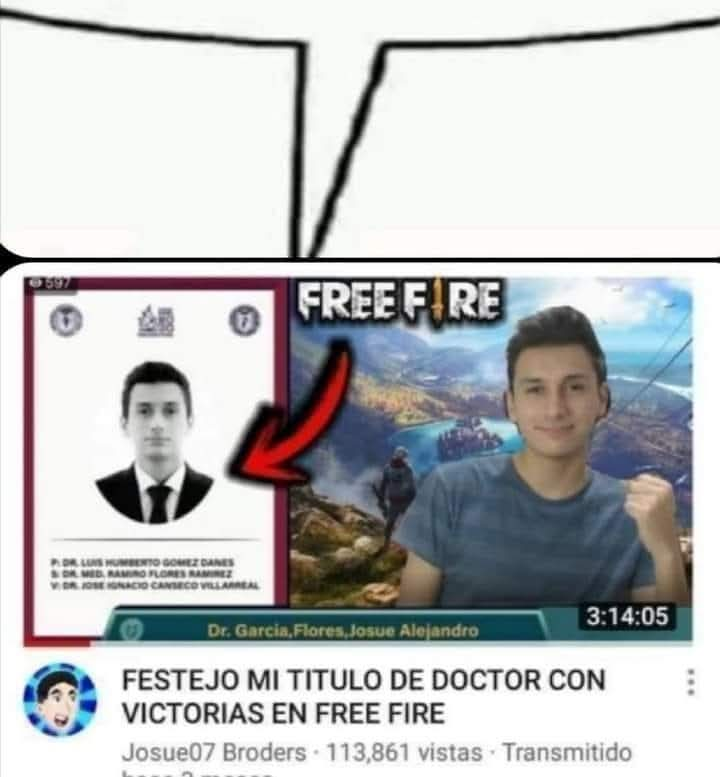 597
FREE FIRE
P: DR. LUIS HUMBERTO GOMEZ DANES
S: DR. MED. RAMIRO FLORES RAMIREZ
V: DR. JOSE IGNACIO CANSECO VILLARREAL
Dr. Garcia,Flores,Josue Alejandro
3:14:05
FESTEJO MI TITULO DE DOCTOR CON
VICTORIAS EN FREE FIRE
Josue07 Broders · 113,861 vistas · Transmitido